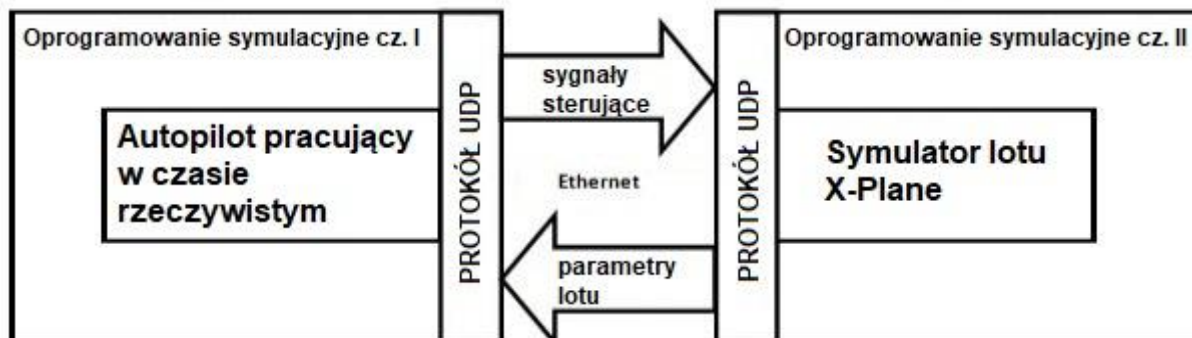 Oprogramowanie symulacyjne cz. I
Autopilot pracujący
w czasie
rzeczywistym
PROTOKÓŁ UDP
sygnały
sterujące
Ethernet
parametry
lotu
PROTOKÓŁ UDP
Oprogramowanie symulacyjne cz. II
Symulator lotu
X-Plane